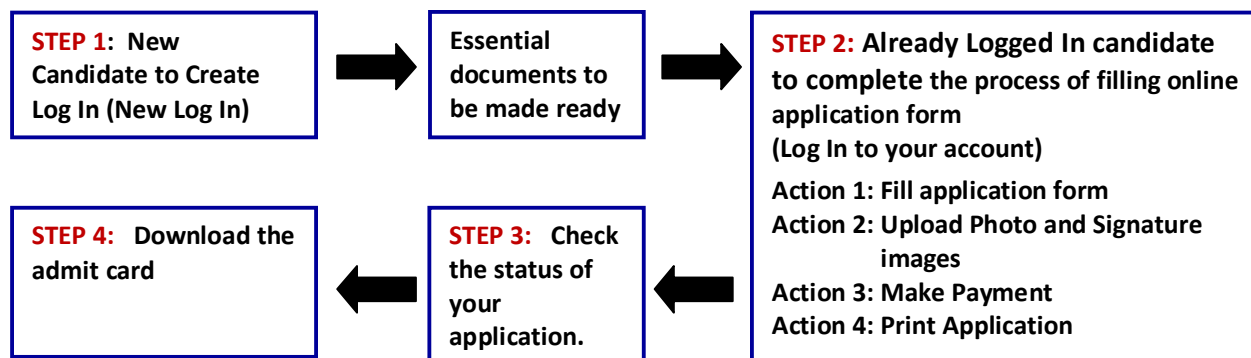 STEP 1: New
Candidate to Create
Log In (New Log In)
Essential
documents to
be made ready
STEP 2: Already Logged In candidate
to complete the process of filling online
application form
(Log In to your account)
Action 1: Fill application form
Action 2: Upload Photo and Signature
images
Action 3: Make Payment
Action 4: Print Application
STEP 3: Check
the status of
your
application.
STEP 4: Download the
admit card